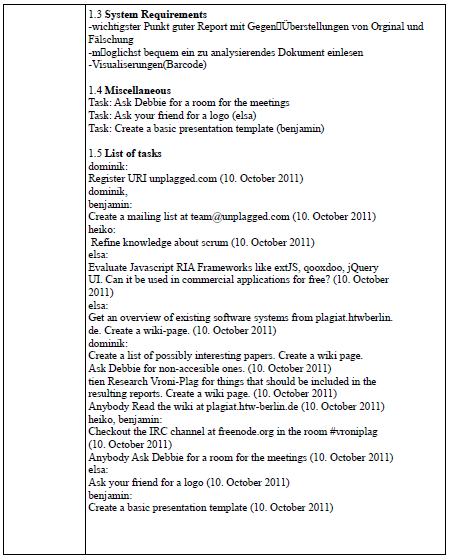 1.3 System Requirements
-wichtigster Punkt guter Report mit Gegen􀀀Überstellungen von Orginal und
Fälschung
-m􀀀oglichst bequem ein zu analysierendes Dokument einlesen
-Visualiserungen(Barcode)
1.4 Miscellaneous
Task: Ask Debbie for a room for the meetings
Task: Ask your friend for a logo (elsa)
Task: Create a basic presentation template (benjamin)
1.5 List of tasks
dominik:
Register URI unplagged.com (10. October 2011)
dominik,
benjamin:
Create a mailing list at team@unplagged.com (10. October 2011)
heiko:
Refine knowledge about scrum (10. October 2011)
elsa:
Evaluate Javascript RIA Frameworks like extJS, qooxdoo, jQuery
UI. Can it be used in commercial applications for free? (10. October
2011)
elsa:
Get an overview of existing software systems from plagiat.htwberlin.
de. Create a wiki-page. (10. October 2011)
dominik:
Create a list of possibly interesting papers. Create a wiki page.
Ask Debbie for non-accesible ones. (10. October 2011)
tien Research Vroni-Plag for things that should be included in the
resulting reports. Create a wiki page. (10. October 2011)
Anybody Read the wiki at plagiat.htw-berlin.de (10. October 2011)
heiko, benjamin:
Checkout the IRC channel at freenode.org in the room #vroniplag
(10. October 2011)
Anybody Ask Debbie for a room for the meetings (10. October 2011)
elsa:
Ask your friend for a logo (10. October 2011)
benjamin:
Create a basic presentation template (10. October 2011)